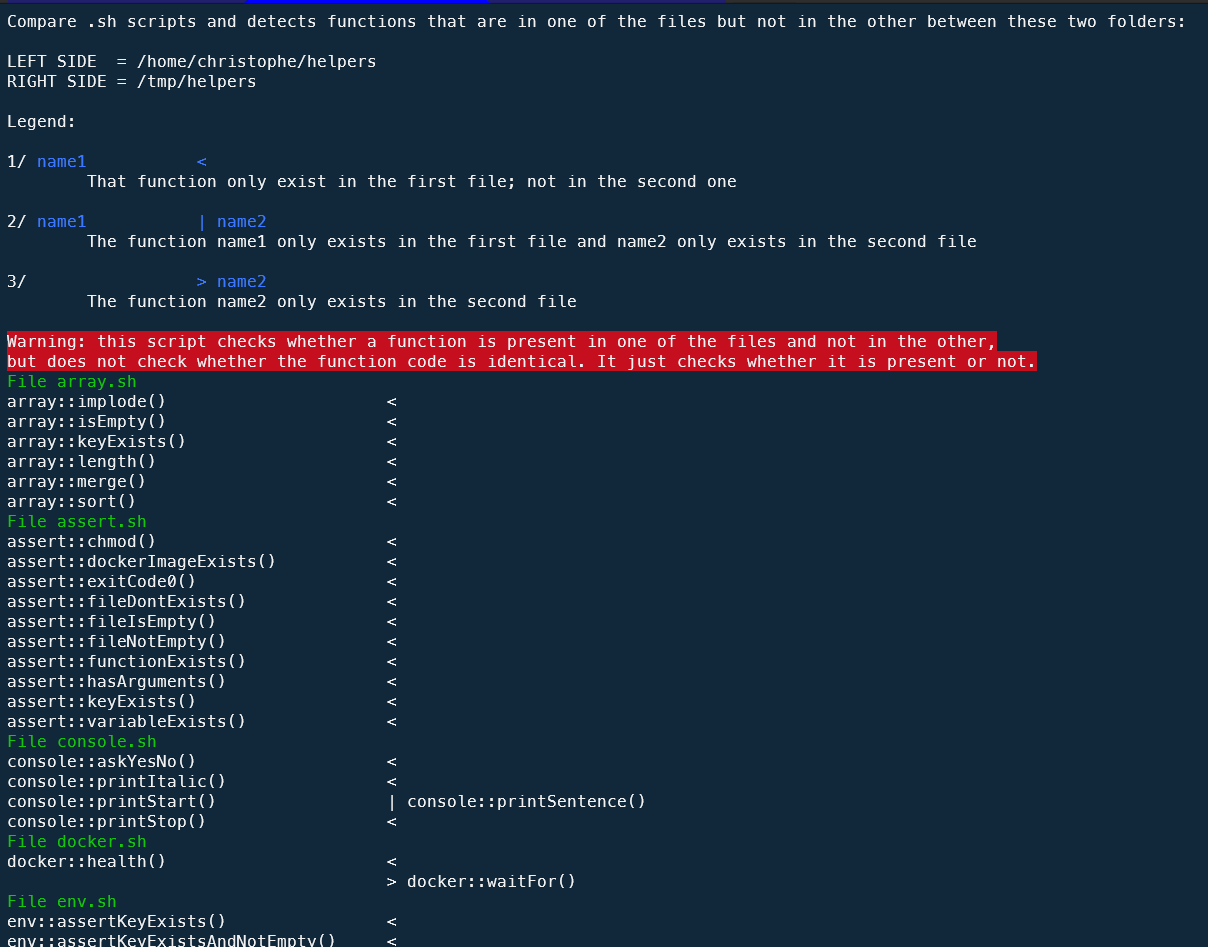 Compare .sh scripts and detects functions that are in one of the files but not in the other between these two folders:
LEFT SIDE  = /home/christophe/helpers
RIGHT SIDE = /tmp/helpers
Legend:
1/ name1           <
        That function only exist in the first file; not in the second one
2/ name1           | name2
        The function name1 only exists in the first file and name2 only exists in the second file
3/                 > name2
        The function name2 only exists in the second file
Warning: this script checks whether a function is present in one of the files and not in the other,
but does not check whether the function code is identical. It just checks whether it is present or not.
File array.sh
array::implode()                      <
array::isEmpty()                      <
array::keyExists()                    <
array::length()                       <
array::merge()                        <
array::sort()                         <
File assert.sh
assert::chmod()                       <
assert::dockerImageExists()           <
assert::exitCode0()                   <
assert::fileDontExists()              <
assert::fileIsEmpty()                 <
assert::fileNotEmpty()                <
assert::functionExists()              <
assert::hasArguments()                <
assert::keyExists()                   <
assert::variableExists()              <
File console.sh
console::askYesNo()                   <
console::printItalic()                <
console::printStart()                 | console::printSentence()
console::printStop()                  <
File docker.sh
docker::health()                      <
                                      > docker::waitFor()
File env.sh
env::assertKeyExists()                <
env::assertKeyExistsAndNotEmpty()     <